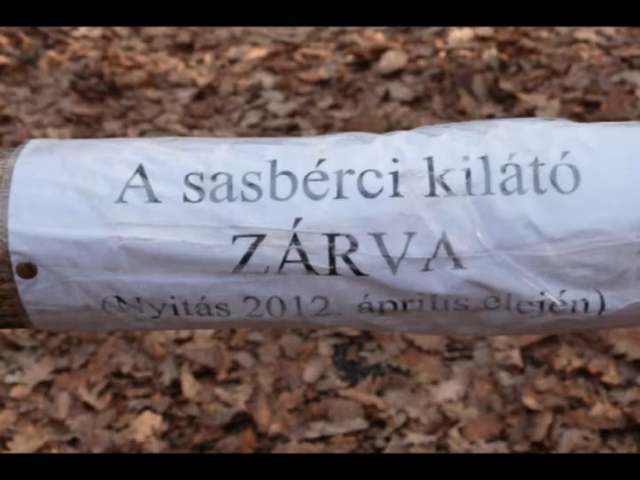 A sasbérci kilátó
ZÁRVA
(Nyitás 2012. április elején)